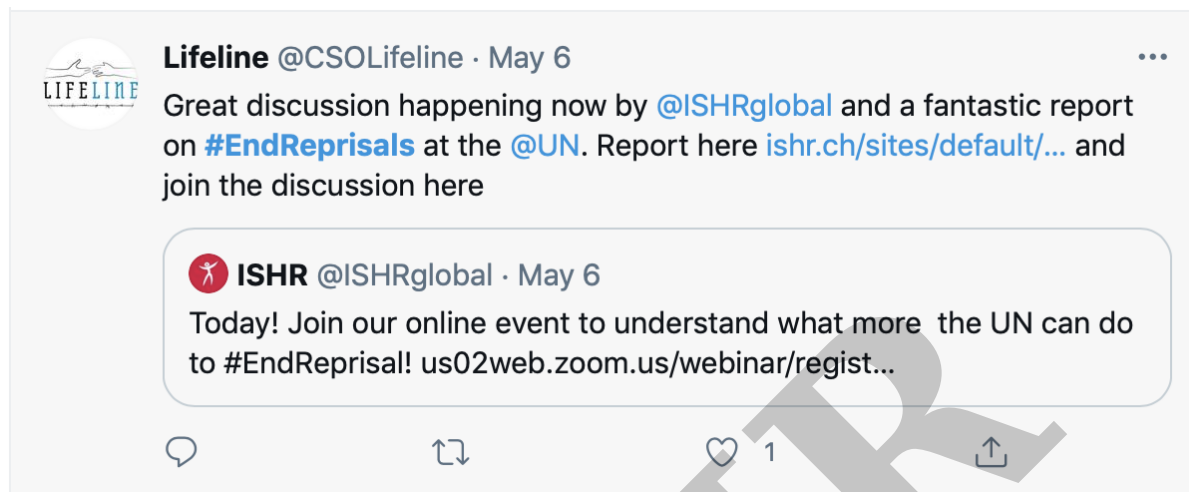 Lifeline @CSOLifeline · May 6
LIFELINE
Great discussion happening now by @ISHRglobal and a fantastic report
on #EndReprisals at the @UN. Report here ishr.ch/sites/default/... and
join the discussion here
ISHR @ISHRglobal · May 6
Today! Join our online event to understand what more  the UN can do
to #EndReprisal! us02web.zoom.us/webinar/regist...
1
R